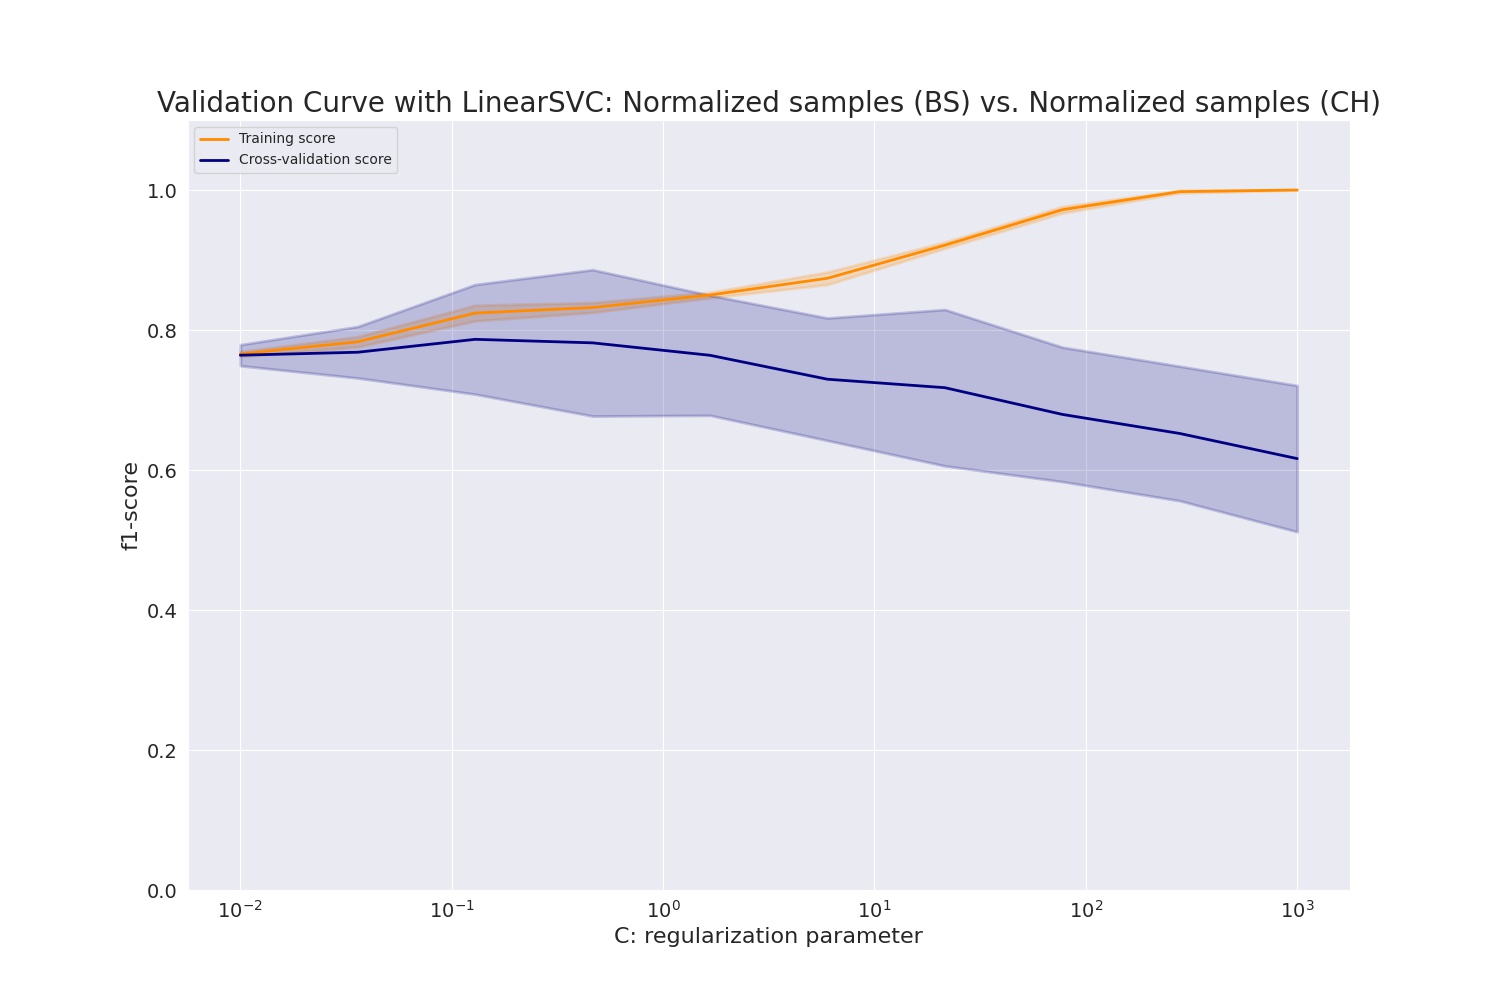 Validation Curve with LinearSVC: Normalized samples (BS) vs. Normalized samples (CH)
Training score
Cross-validation score
1.0
0.8
0.6
0.4
0.2
0.0
f1-score
10⁻² 10⁻¹ 10⁰ 10¹ 10² 10³
C: regularization parameter